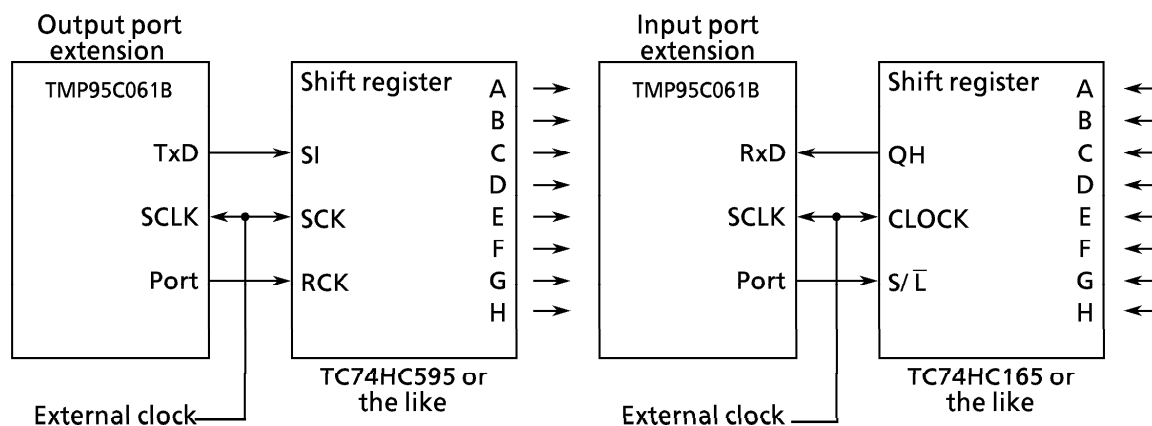 Output port
extension
TMP95C061B
TxD
SCLK
Port
Shift register
SI
SCK
RCK
A
B
C
D
E
F
G
H
TC74HC595 or
the like
External clock
Input port
extension
TMP95C061B
RxD
SCLK
Port
Shift register
QH
CLOCK
S/L̅
A
B
C
D
E
F
G
H
TC74HC165 or
the like
External clock